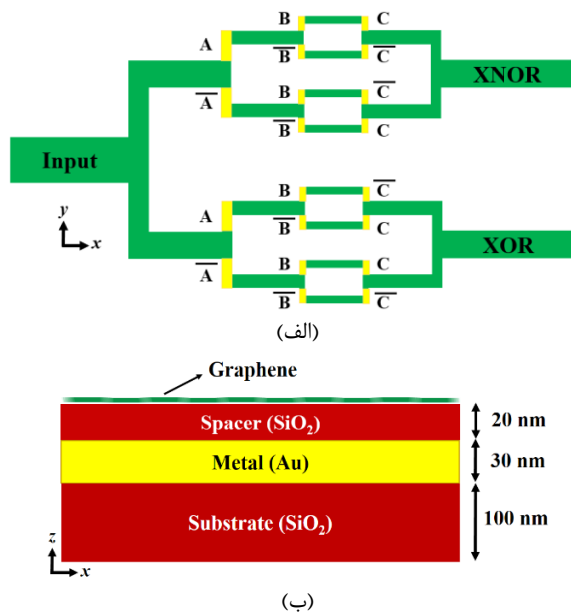 B C
A
B̅ C̅
XNOR
B C̅
A̅
B̅ C
Input
B C̅
A
y
B̅ C
x
XOR
B C
A̅
B̅ C̅
(الف)
Graphene
Spacer (SiO₂) 20 nm
Metal (Au) 30 nm
Substrate (SiO₂) 100 nm
z
x
(ب)